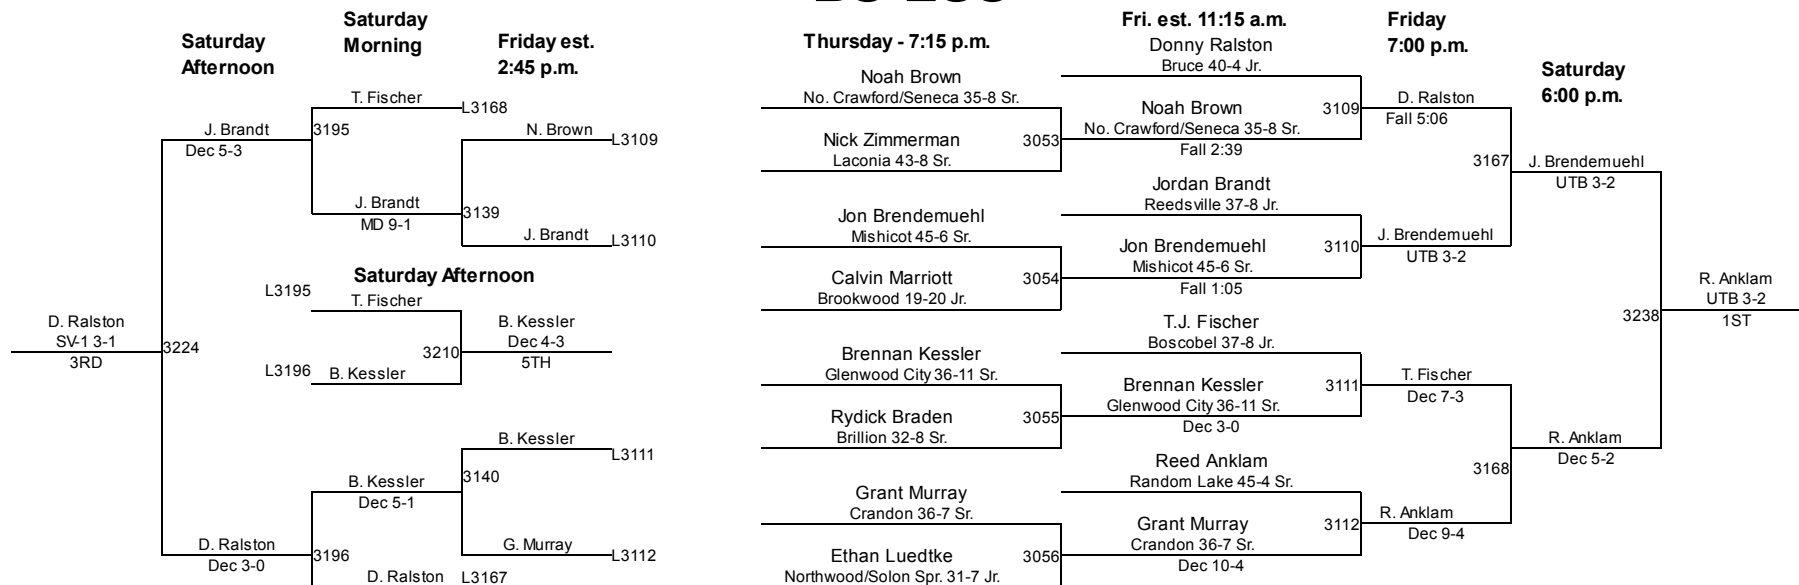 Saturday
Afternoon
Saturday
Morning
Friday est.
2:45 p.m.
T. Fischer
L3168
J. Brandt
3195
Dec 5-3
N. Brown
L3109
J. Brandt
3139
MD 9-1
J. Brandt
L3110
Saturday Afternoon
L3195
T. Fischer
D. Ralston
SV-1 3-1
3224
3RD
3210
B. Kessler
Dec 4-3
5TH
L3196
B. Kessler
B. Kessler
L3111
B. Kessler
3140
Dec 5-1
G. Murray
L3112
D. Ralston
3196
Dec 3-0
D. Ralston
L3167
Thursday - 7:15 p.m.
Noah Brown
No. Crawford/Seneca 35-8 Sr.
Nick Zimmerman
3053
Laconia 43-8 Sr.
Jon Brendemuehl
Mishicot 45-6 Sr.
Calvin Marriott
3054
Brookwood 19-20 Jr.
Brennan Kessler
Glenwood City 36-11 Sr.
Rydick Braden
3055
Brillion 32-8 Sr.
Grant Murray
Crandon 36-7 Sr.
Ethan Luedtke
3056
Northwood/Solon Spr. 31-7 Jr.
Fri. est. 11:15 a.m.
Donny Ralston
Bruce 40-4 Jr.
Noah Brown
3109
No. Crawford/Seneca 35-8 Sr.
Fall 2:39
Jordan Brandt
Reedsville 37-8 Jr.
Jon Brendemuehl
3110
Mishicot 45-6 Sr.
Fall 1:05
T.J. Fischer
Boscobel 37-8 Jr.
Brennan Kessler
3111
Glenwood City 36-11 Sr.
Dec 3-0
Reed Anklam
Random Lake 45-4 Sr.
Grant Murray
3112
Crandon 36-7 Sr.
Dec 10-4
Friday
7:00 p.m.
D. Ralston
Fall 5:06
3167
J. Brendemuehl
UTB 3-2
T. Fischer
Dec 7-3
3168
R. Anklam
Dec 9-4
Saturday
6:00 p.m.
J. Brendemuehl
UTB 3-2
3238
R. Anklam
Dec 5-2
R. Anklam
UTB 3-2
1ST